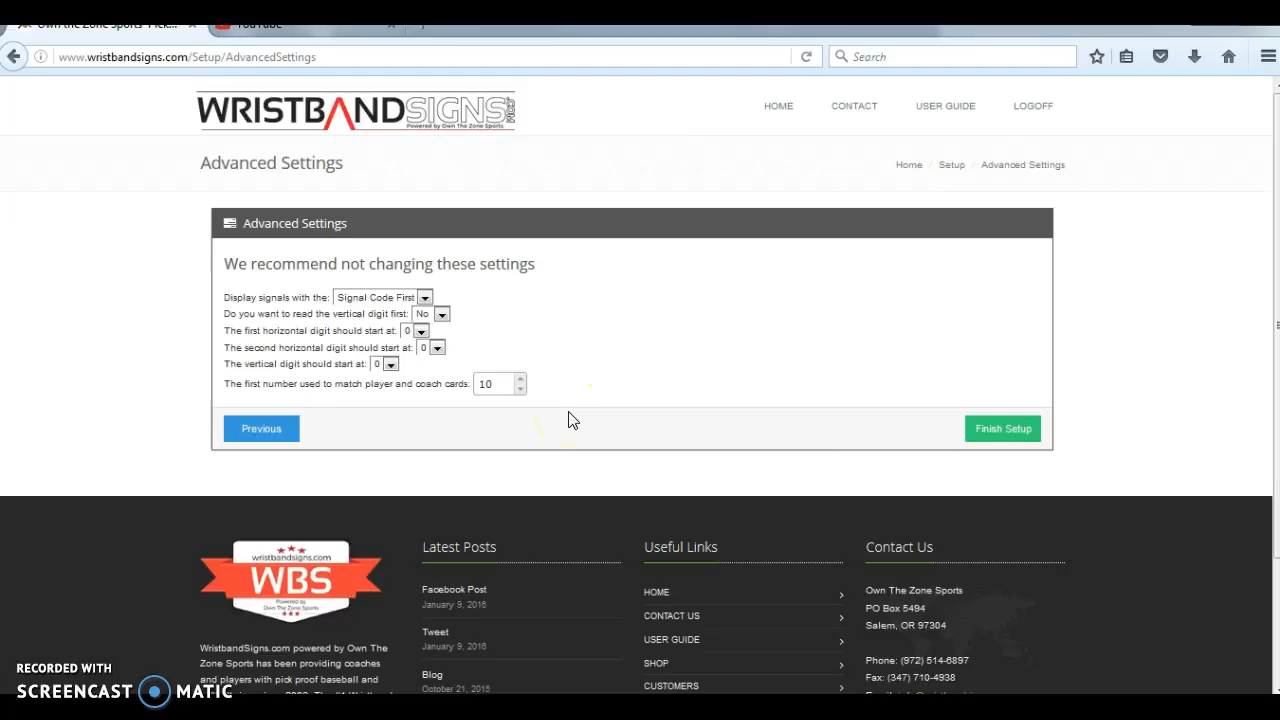 Own the Zone Sports Pick...
YouTube
www.wristbandsigns.com/Setup/AdvancedSettings
Search
WRISTBANDSIGNS.COM
Powered by Own The Zone Sports
HOME
CONTACT
USER GUIDE
LOGOFF
Advanced Settings
Home / Setup / Advanced Settings
Advanced Settings
We recommend not changing these settings
Display signals with the: Signal Code First
Do you want to read the vertical digit first: No
The first horizontal digit should start at: 0
The second horizontal digit should start at: 0
The vertical digit should start at: 0
The first number used to match player and coach cards: 10
Previous
Finish Setup
wristbandsigns.com
WBS
Powered by
Own The Zone Sports
WristbandSigns.com powered by Own The
Zone Sports has been providing coaches
and players with pick proof baseball and
Latest Posts
Facebook Post
January 9, 2016
Tweet
January 9, 2016
Blog
October 21, 2015
Useful Links
HOME
CONTACT US
USER GUIDE
SHOP
CUSTOMERS
Contact Us
Own The Zone Sports
PO Box 5494
Salem, OR 97304
Phone: (972) 514-6897
Fax: (347) 710-4938
RECORDED WITH
SCREENCAST-O-MATIC